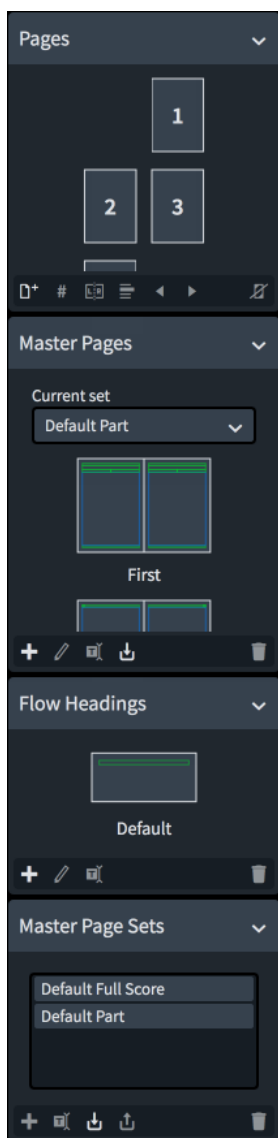 Pages
1
2 3
#
L R
Master Pages
Current set
Default Part
First
T
Flow Headings
Default
T
Master Page Sets
Default Full Score
Default Part
T